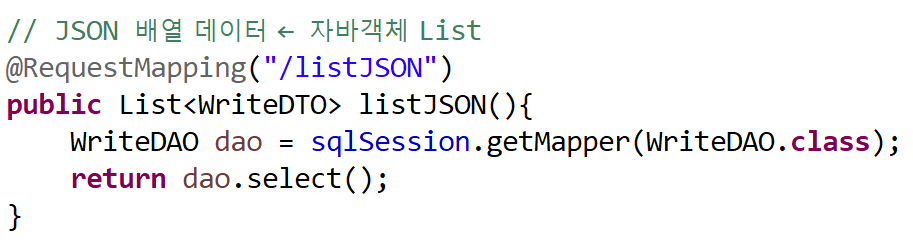 // JSON 배열 데이터 ← 자바객체 List
@RequestMapping("/listJSON")
public List<WriteDTO> listJSON(){
    WriteDAO dao = sqlSession.getMapper(WriteDAO.class);
    return dao.select();
}